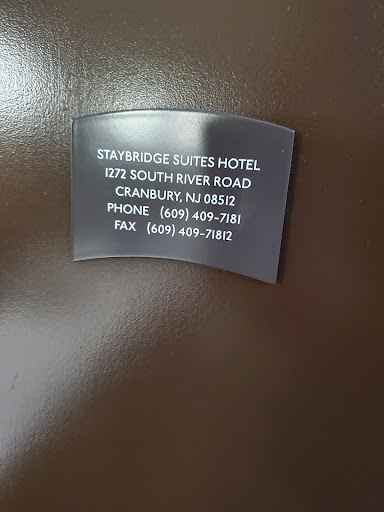 STAYBRIDGE SUITES HOTEL
1272 SOUTH RIVER ROAD
CRANBURY, NJ 08512
PHONE (609) 409-7181
FAX (609) 409-71812